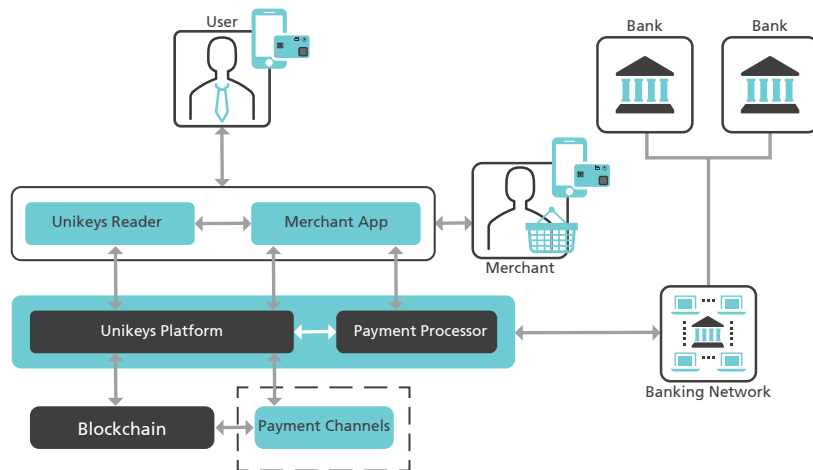 User
Bank
Bank
Unikeys Reader
Merchant App
Merchant
Unikeys Platform
Payment Processor
Banking Network
Blockchain
Payment Channels